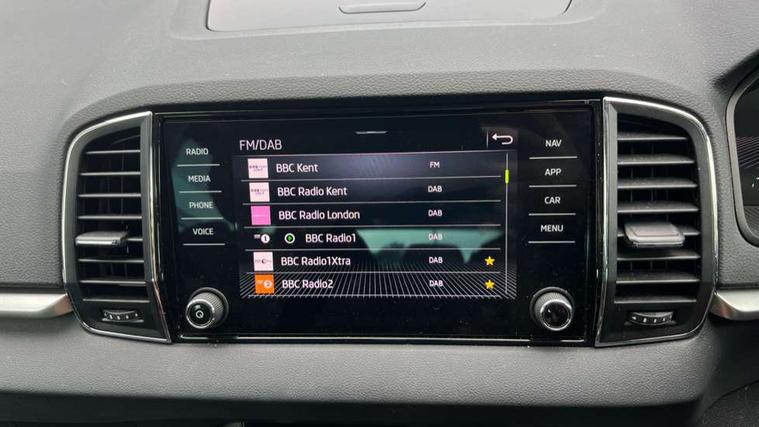 FM/DAB
RADIO
MEDIA
PHONE
VOICE
BBC Kent FM
BBC Radio Kent DAB
BBC Radio London DAB
BBC Radio1 DAB
BBC Radio1Xtra DAB
BBC Radio2 DAB
NAV
APP
CAR
MENU